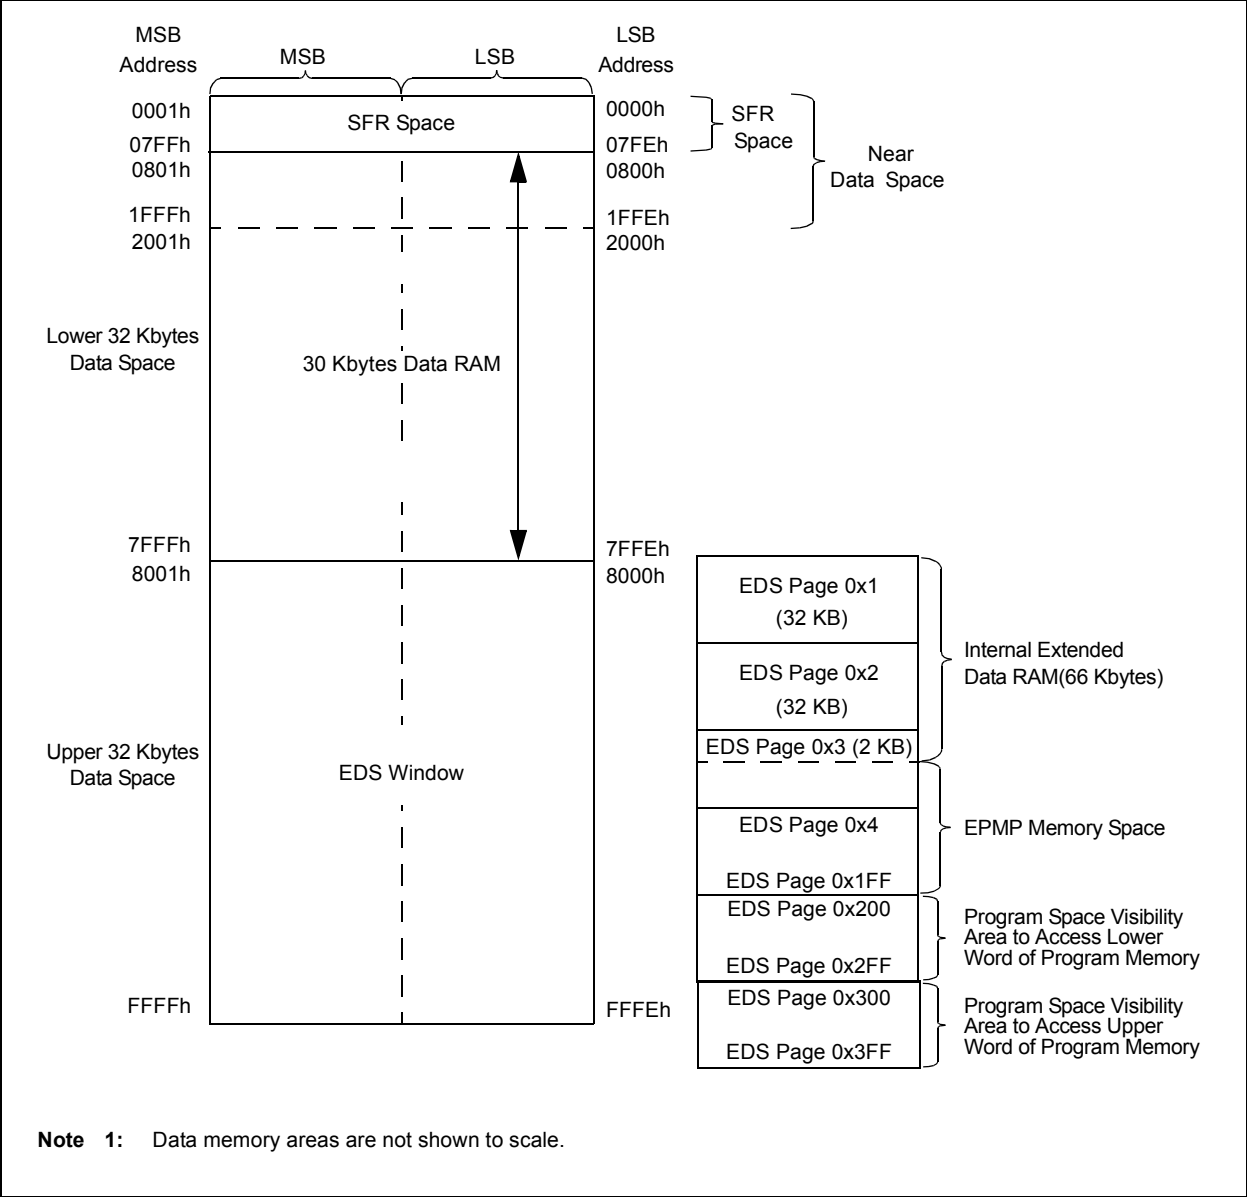 MSB
Address
MSB
LSB
LSB
Address
0001h
SFR Space
0000h
SFR
Space
07FFh
07FEh
0801h
0800h
Near
Data Space
1FFFh
1FFEh
2001h
2000h
Lower 32 Kbytes
Data Space
30 Kbytes Data RAM
7FFFh
7FFEh
8001h
8000h
EDS Page 0x1
(32 KB)
EDS Page 0x2
(32 KB)
EDS Page 0x3 (2 KB)
Internal Extended
Data RAM(66 Kbytes)
Upper 32 Kbytes
Data Space
EDS Window
EDS Page 0x4
EDS Page 0x1FF
EPMP Memory Space
EDS Page 0x200
EDS Page 0x2FF
Program Space Visibility
Area to Access Lower
Word of Program Memory
EDS Page 0x300
EDS Page 0x3FF
Program Space Visibility
Area to Access Upper
Word of Program Memory
FFFFh
FFFEh
Note 1: Data memory areas are not shown to scale.